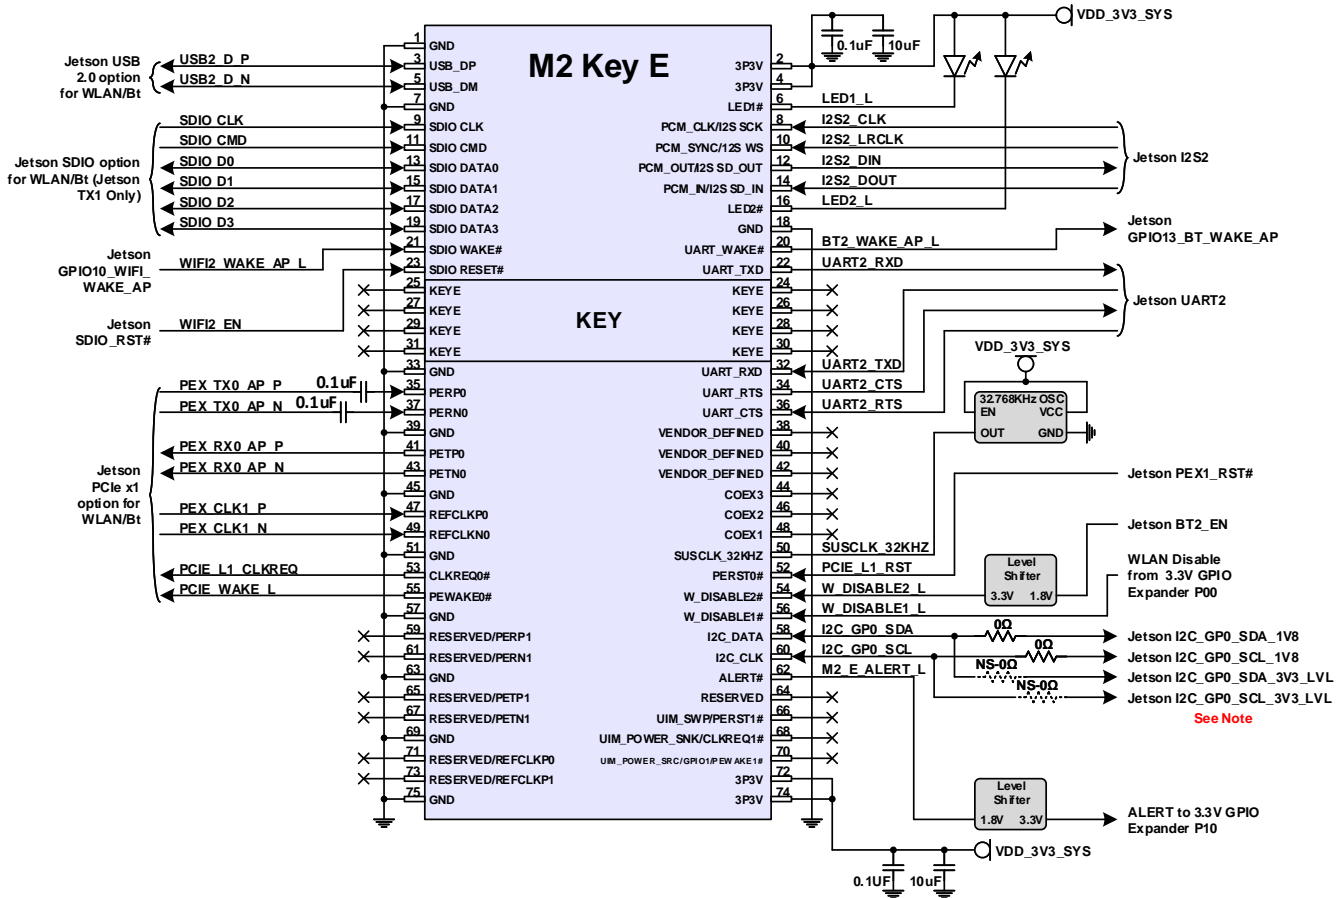 M2 Key E
KEY
VDD_3V3_SYS
0.1uF
10uF
Jetson USB
2.0 option
for WLAN/Bt
USB2_D_P
USB2_D_N
Jetson SDIO option
for WLAN/Bt (Jetson
TX1 Only)
SDIO CLK
SDIO CMD
SDIO D0
SDIO D1
SDIO D2
SDIO D3
Jetson
GPIO10_WIFI_
WAKE_AP
WIFI2_WAKE_AP_L
Jetson
SDIO_RST#
WIFI2_EN
Jetson
PCIe x1
option for
WLAN/Bt
PEX_TX0_AP_P
0.1uF
PEX_TX0_AP_N
0.1uF
PEX_RX0_AP_P
PEX_RX0_AP_N
PEX_CLK1_P
PEX_CLK1_N
PCIE_L1_CLKREQ
PCIE_WAKE_L
1 GND
3 USB_DP
5 USB_DM
7 GND
9 SDIO CLK
11 SDIO CMD
13 SDIO DATA0
15 SDIO DATA1
17 SDIO DATA2
19 SDIO DATA3
21 SDIO WAKE#
23 SDIO RESET#
25 KEYE
27 KEYE
29 KEYE
31 KEYE
33 GND
35 PERP0
37 PERN0
39 GND
41 PETP0
43 PETN0
45 GND
47 REFCLKP0
49 REFCLKN0
51 GND
53 CLKREQ0#
55 PEWAKE0#
57 GND
59 RESERVED/PERP1
61 RESERVED/PERN1
63 GND
65 RESERVED/PETP1
67 RESERVED/PETN1
69 GND
71 RESERVED/REFCLKP0
73 RESERVED/REFCLKP1
75 GND
3P3V 2
3P3V 4
LED1# 6 LED1_L
PCM_CLK/I2S SCK 8 I2S2_CLK
PCM_SYNC/12S WS 10 I2S2_LRCLK
PCM_OUT/I2S SD_OUT 12 I2S2_DIN
PCM_IN/I2S SD_IN 14 I2S2_DOUT
LED2# 16 LED2_L
GND 18
UART_WAKE# 20 BT2_WAKE_AP_L
UART_TXD 22 UART2_RXD
KEYE 24
KEYE 26
KEYE 28
KEYE 30
UART_RXD 32 UART2_TXD
UART_RTS 34 UART2_CTS
UART_CTS 36 UART2_RTS
VENDOR_DEFINED 38
VENDOR_DEFINED 40
VENDOR_DEFINED 42
COEX3 44
COEX2 46
COEX1 48
SUSCLK_32KHZ 50 SUSCLK_32KHZ
PERST0# 52 PCIE_L1_RST
W_DISABLE2# 54 W_DISABLE2_L
W_DISABLE1# 56 W_DISABLE1_L
I2C_DATA 58 I2C_GP0_SDA
I2C_CLK 60 I2C_GP0_SCL
ALERT# 62 M2_E_ALERT_L
RESERVED 64
UIM_SWP/PERST1# 66
UIM_POWER_SNK/CLKREQ1# 68
UIM_POWER_SRC/GPIO1/PEWAKE1# 70
3P3V 72
3P3V 74
Jetson I2S2
Jetson
GPIO13_BT_WAKE_AP
Jetson UART2
VDD_3V3_SYS
32.768KHz OSC
EN VCC
OUT GND
Jetson PEX1_RST#
Jetson BT2_EN
Level
Shifter
3.3V 1.8V
WLAN Disable
from 3.3V GPIO
Expander P00
0Ω
Jetson I2C_GP0_SDA_1V8
0Ω
Jetson I2C_GP0_SCL_1V8
NS-0Ω
Jetson I2C_GP0_SDA_3V3_LVL
NS-0Ω
Jetson I2C_GP0_SCL_3V3_LVL
See Note
Level
Shifter
1.8V 3.3V
ALERT to 3.3V GPIO
Expander P10
VDD_3V3_SYS
0.1UF
10uF